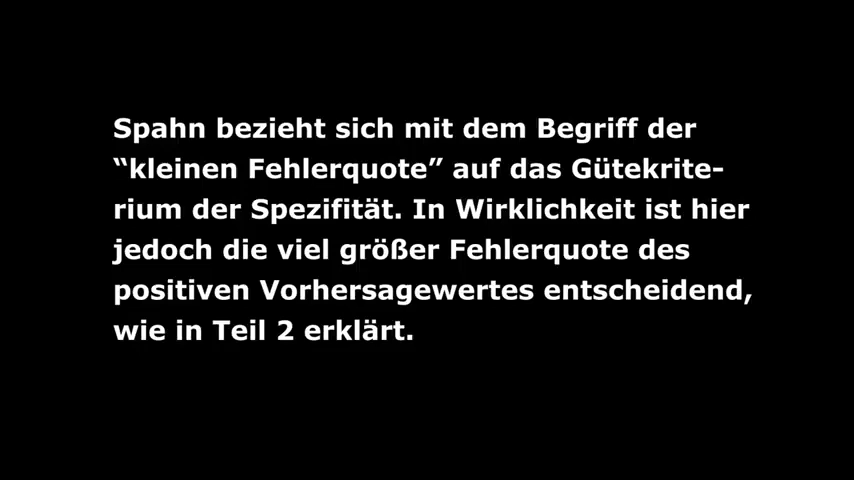 Spahn bezieht sich mit dem Begriff der
“kleinen Fehlerquote” auf das Gütekrite-
rium der Spezifität. In Wirklichkeit ist hier
jedoch die viel größer Fehlerquote des
positiven Vorhersagewertes entscheidend,
wie in Teil 2 erklärt.